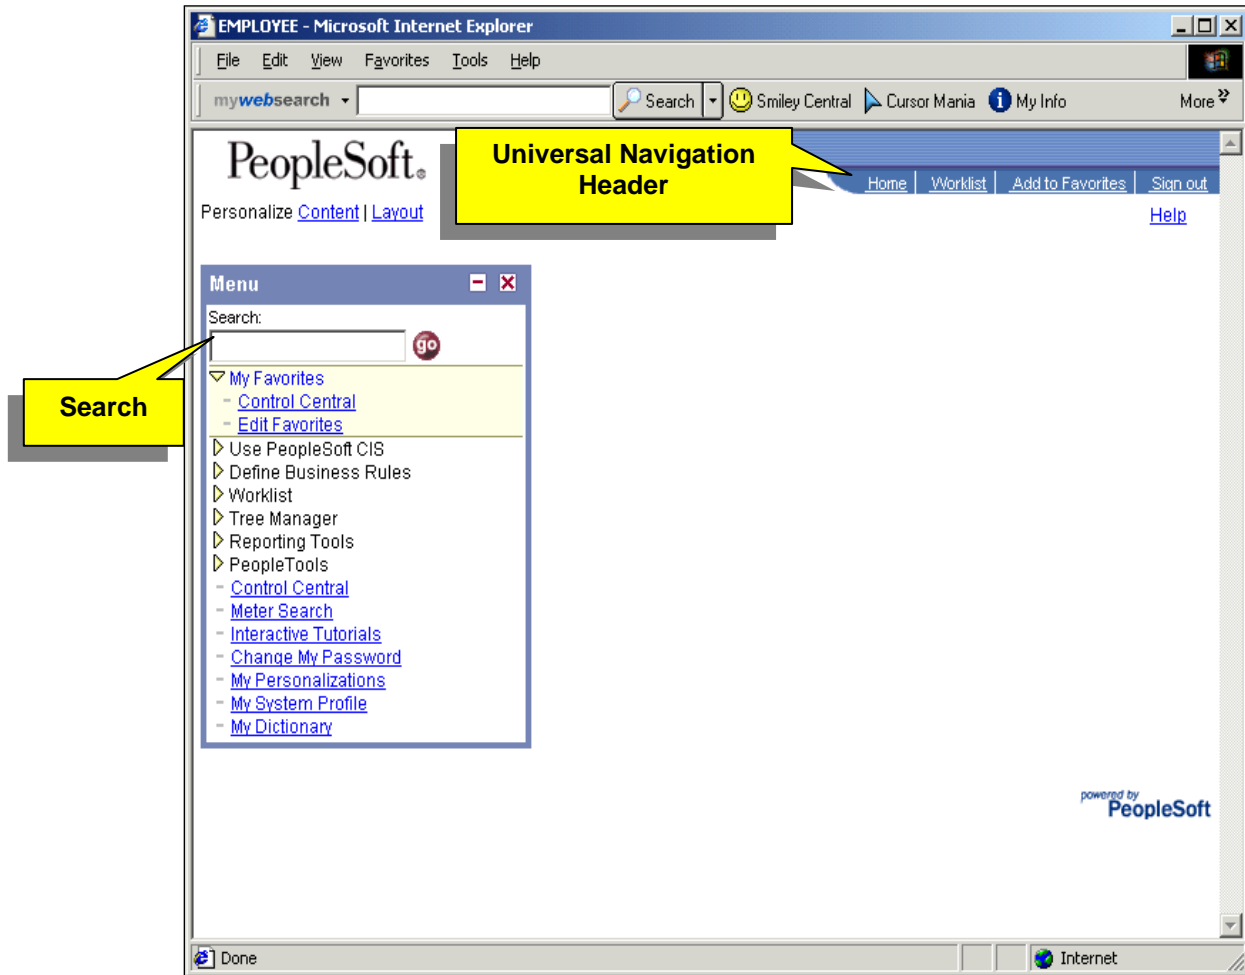 EMPLOYEE - Microsoft Internet Explorer
File Edit View Favorites Tools Help
mywebsearch Search Smiley Central Cursor Mania i My Info More
PeopleSoft®
Universal Navigation
Header
Home Worklist Add to Favorites Sign out
Personalize Content | Layout
Help
Menu
Search:
go
Search
My Favorites
Control Central
Edit Favorites
Use PeopleSoft CIS
Define Business Rules
Worklist
Tree Manager
Reporting Tools
PeopleTools
Control Central
Meter Search
Interactive Tutorials
Change My Password
My Personalizations
My System Profile
My Dictionary
powered by
PeopleSoft
Done Internet